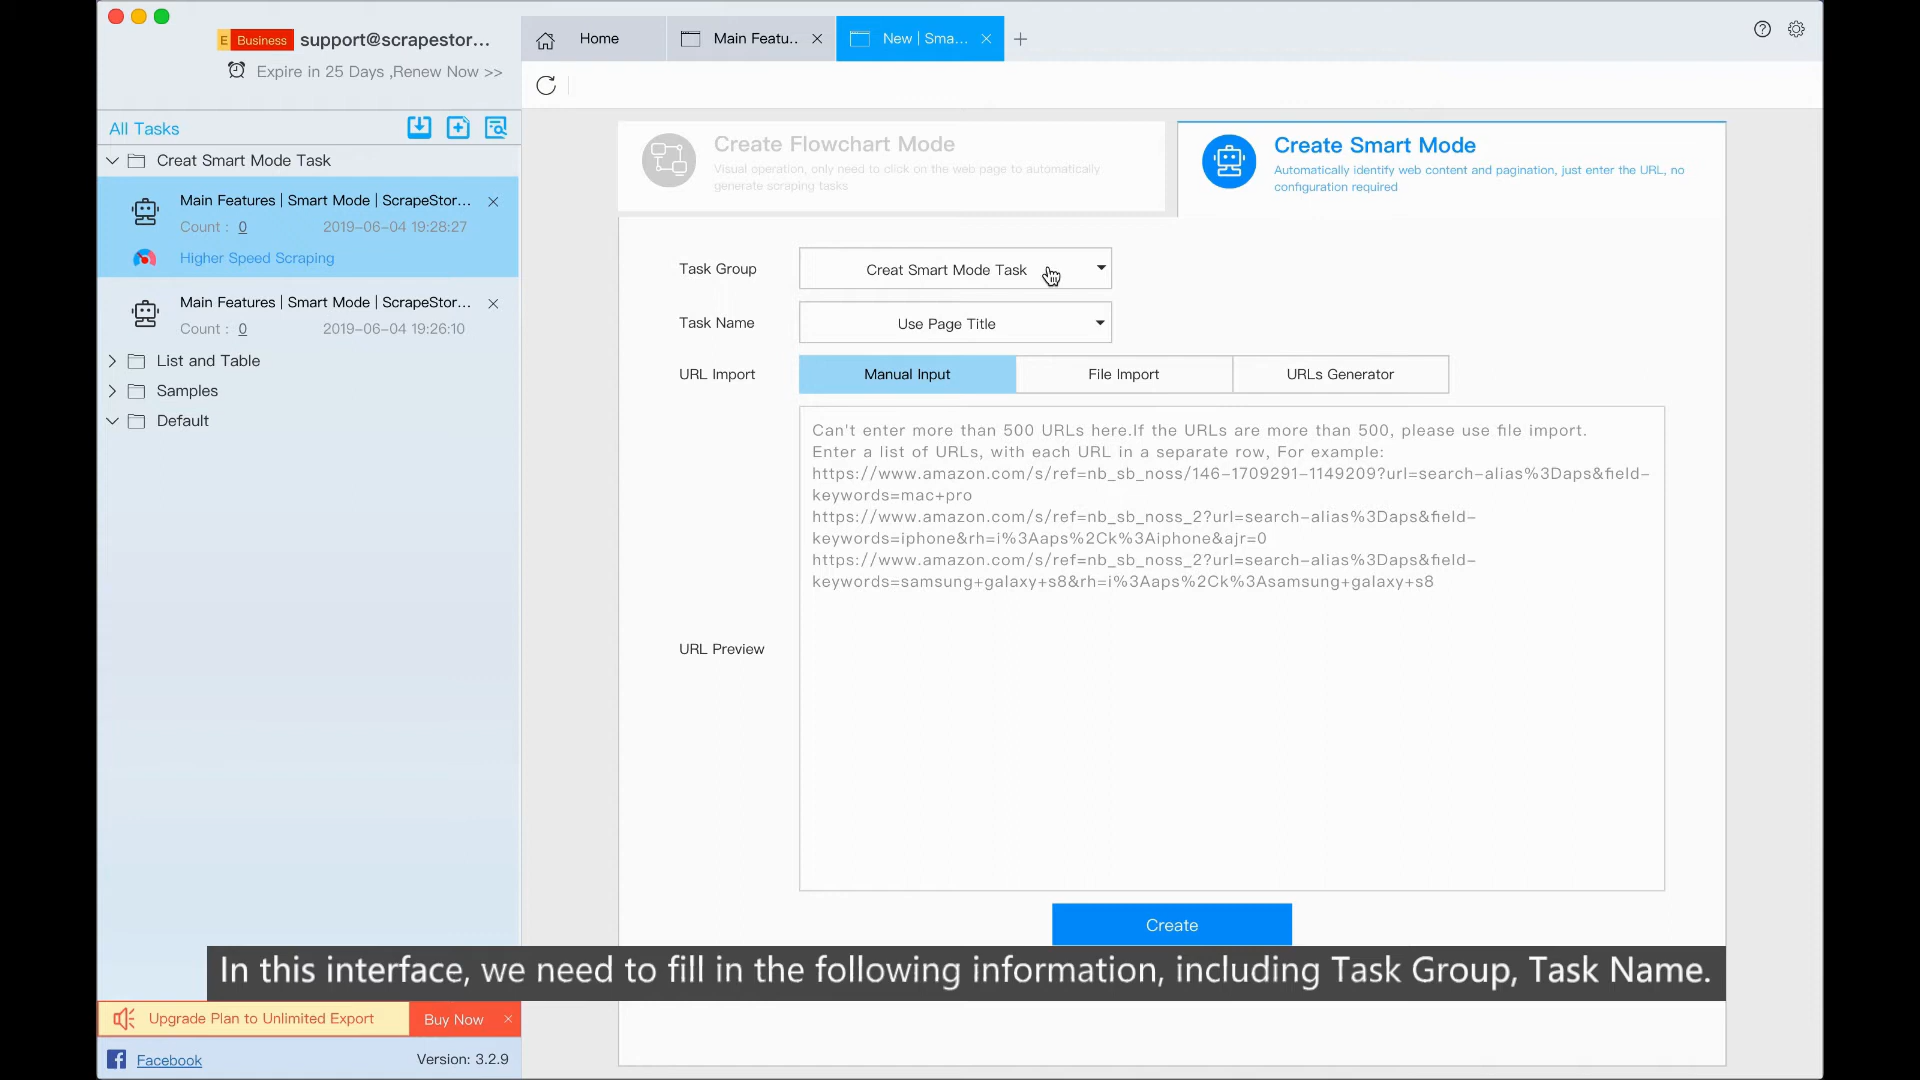 E Business support@scrapestor...
Expire in 25 Days ,Renew Now >>
Home
Main Featu..
New | Sma...
All Tasks
Creat Smart Mode Task
Main Features | Smart Mode | ScrapeStor...
Count : 0 2019-06-04 19:28:27
Higher Speed Scraping
Main Features | Smart Mode | ScrapeStor...
Count : 0 2019-06-04 19:26:10
List and Table
Samples
Default
Create Flowchart Mode
Visual operation, only need to click on the web page to automatically
generate scraping tasks
Create Smart Mode
Automatically identify web content and pagination, just enter the URL, no
configuration required
Task Group Creat Smart Mode Task
Task Name Use Page Title
URL Import Manual Input File Import URLs Generator
Can't enter more than 500 URLs here.If the URLs are more than 500, please use file import.
Enter a list of URLs, with each URL in a separate row, For example:
https://www.amazon.com/s/ref=nb_sb_noss/146-1709291-1149209?url=search-alias%3Daps&field-
keywords=mac+pro
https://www.amazon.com/s/ref=nb_sb_noss_2?url=search-alias%3Daps&field-
keywords=iphone&rh=i%3Aaps%2Ck%3Aiphone&ajr=0
https://www.amazon.com/s/ref=nb_sb_noss_2?url=search-alias%3Daps&field-
keywords=samsung+galaxy+s8&rh=i%3Aaps%2Ck%3Asamsung+galaxy+s8
URL Preview
Create
In this interface, we need to fill in the following information, including Task Group, Task Name.
Upgrade Plan to Unlimited Export Buy Now
Facebook Version: 3.2.9